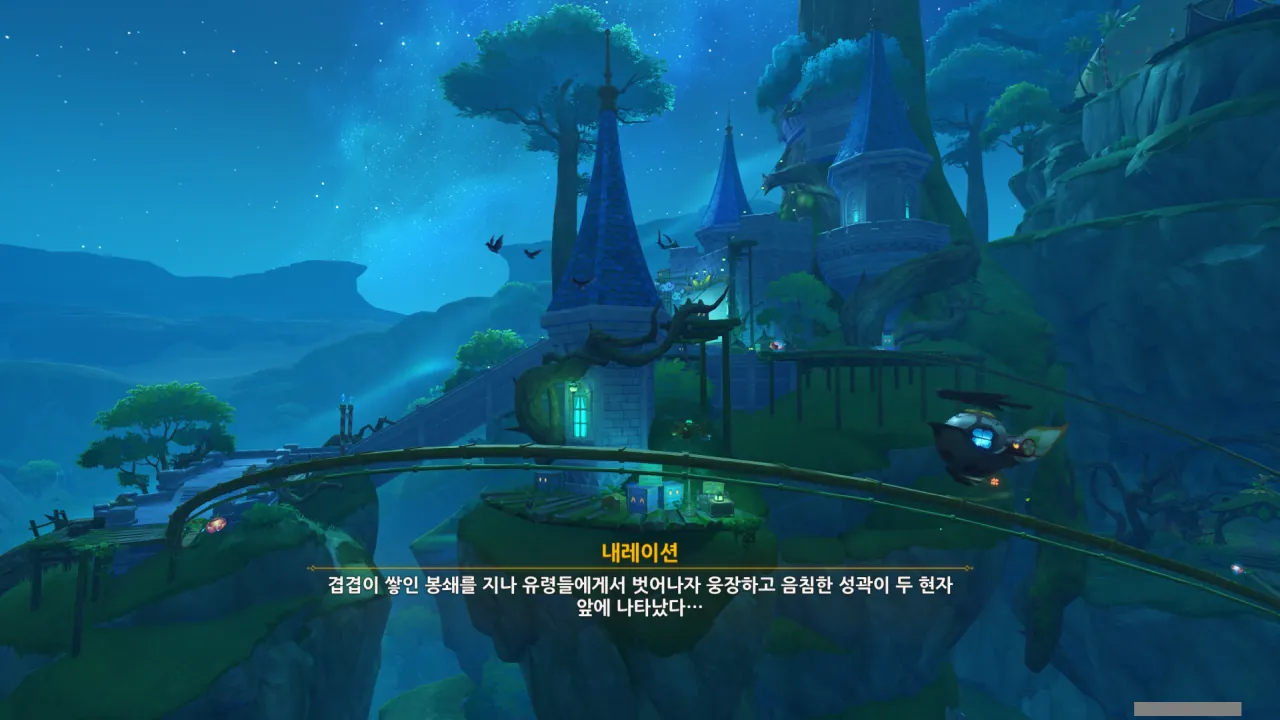 내레이션
겹겹이 쌓인 봉쇄를 지나 유령들에게서 벗어나자 웅장하고 음침한 성곽이 두 현자
앞에 나타났다…